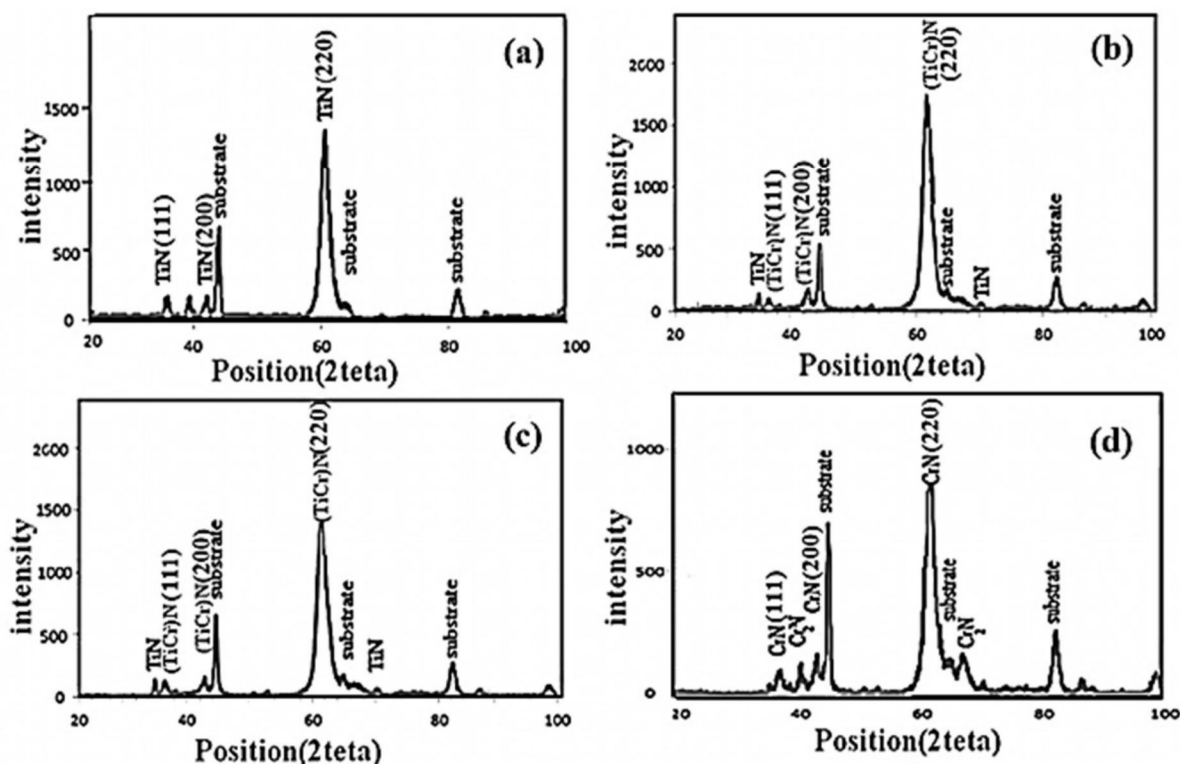 (a)
intensity
1500
1000
500
0
TiN(111)
TiN(200)
substrate
TiN(220)
substrate
substrate
20
40
60
80
100
Position(2teta)
(b)
intensity
2000
1500
1000
500
0
TiN
(TiCr)N(111)
(TiCr)N(200)
substrate
(TiCr)N
(220)
substrate
TiN
substrate
20
40
60
80
100
Position(2teta)
(c)
intensity
2000
1500
1000
500
0
TiN
(TiCr)N(111)
(TiCr)N(200)
substrate
(TiCr)N(220)
substrate
TiN
substrate
20
40
60
80
100
Position(2teta)
(d)
intensity
1000
500
0
CrN(111)
Cr2N
CrN(200)
substrate
CrN(220)
substrate
CrN2
substrate
20
40
60
80
100
Position(2teta)